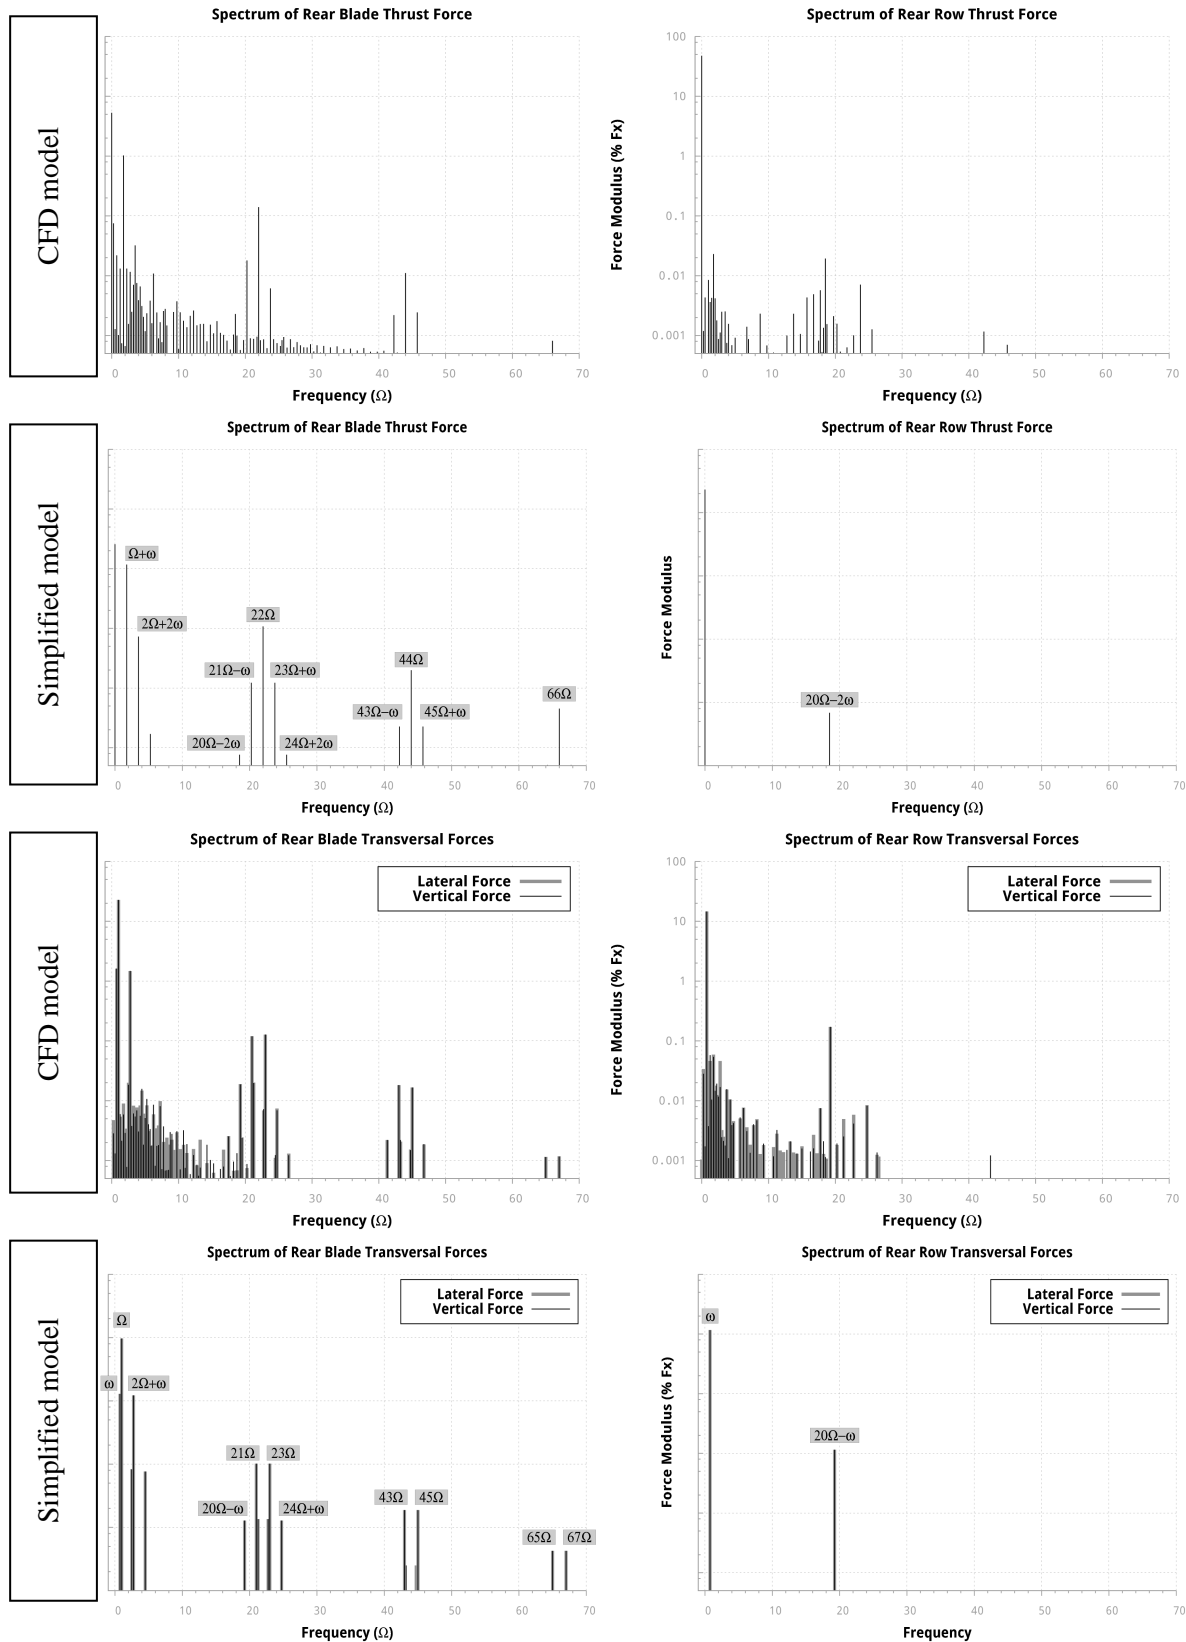 Spectrum of Rear Blade Thrust Force
Spectrum of Rear Row Thrust Force
CFD model
0 10 20 30 40 50 60 70
Frequency (Ω)
Force Modulus (% Fx)
100
10
1
0.1
0.01
0.001
0 10 20 30 40 50 60 70
Frequency (Ω)
Spectrum of Rear Blade Thrust Force
Spectrum of Rear Row Thrust Force
Simplified model
Ω+ω
2Ω+2ω
22Ω
21Ω−ω
23Ω+ω
44Ω
66Ω
43Ω−ω
45Ω+ω
20Ω−2ω
24Ω+2ω
0 10 20 30 40 50 60 70
Frequency (Ω)
Force Modulus
20Ω−2ω
0 10 20 30 40 50 60 70
Frequency (Ω)
Spectrum of Rear Blade Transversal Forces
Spectrum of Rear Row Transversal Forces
CFD model
Lateral Force
Vertical Force
0 10 20 30 40 50 60 70
Frequency (Ω)
Force Modulus (% Fx)
100
10
1
0.1
0.01
0.001
Lateral Force
Vertical Force
0 10 20 30 40 50 60 70
Frequency (Ω)
Spectrum of Rear Blade Transversal Forces
Spectrum of Rear Row Transversal Forces
Simplified model
Lateral Force
Vertical Force
Ω
ω
2Ω+ω
21Ω
23Ω
20Ω−ω
24Ω+ω
43Ω
45Ω
65Ω
67Ω
0 10 20 30 40 50 60 70
Frequency (Ω)
Force Modulus (% Fx)
Lateral Force
Vertical Force
ω
20Ω−ω
0 10 20 30 40 50 60 70
Frequency